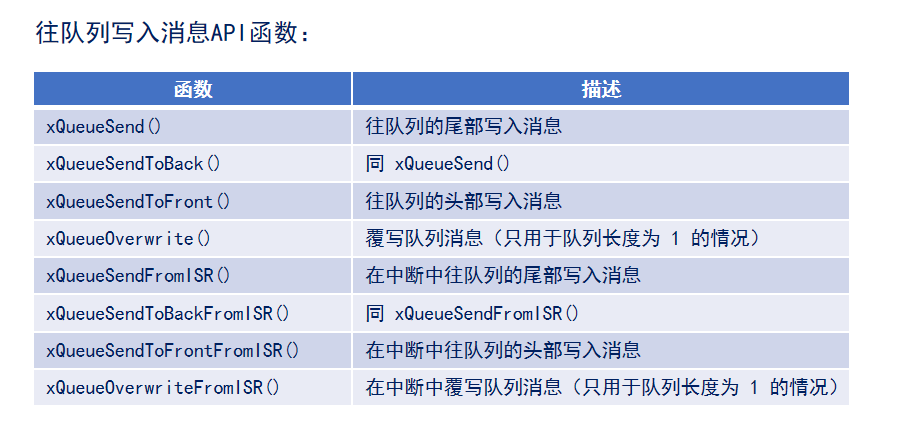 往队列写入消息API函数：
函数 描述
xQueueSend() 往队列的尾部写入消息
xQueueSendToBack() 同 xQueueSend()
xQueueSendToFront() 往队列的头部写入消息
xQueueOverwrite() 覆写队列消息（只用于队列长度为 1 的情况）
xQueueSendFromISR() 在中断中往队列的尾部写入消息
xQueueSendToBackFromISR() 同 xQueueSendFromISR()
xQueueSendToFrontFromISR() 在中断中往队列的头部写入消息
xQueueOverwriteFromISR() 在中断中覆写队列消息（只用于队列长度为 1 的情况）